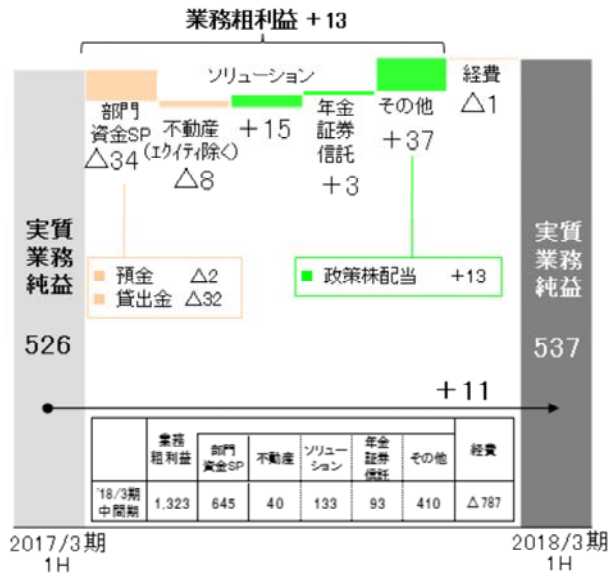 業務粗利益 +13
部門
資金SP
△34
不動産
(エクイティ除く)
△8
ソリューション
+15
年金
証券
信託
+3
その他
+37
経費
△1
実質
業務
純益
526
預金 △2
貸出金 △32
政策株配当 +13
実質
業務
純益
537
+11
業務
粗利益
部門
資金SP
不動産
ソリュー
ション
年金
証券
信託
その他
経費
'18/3期
中間期
1,323
645
40
133
93
410
△787
2017/3期
1H
2018/3期
1H